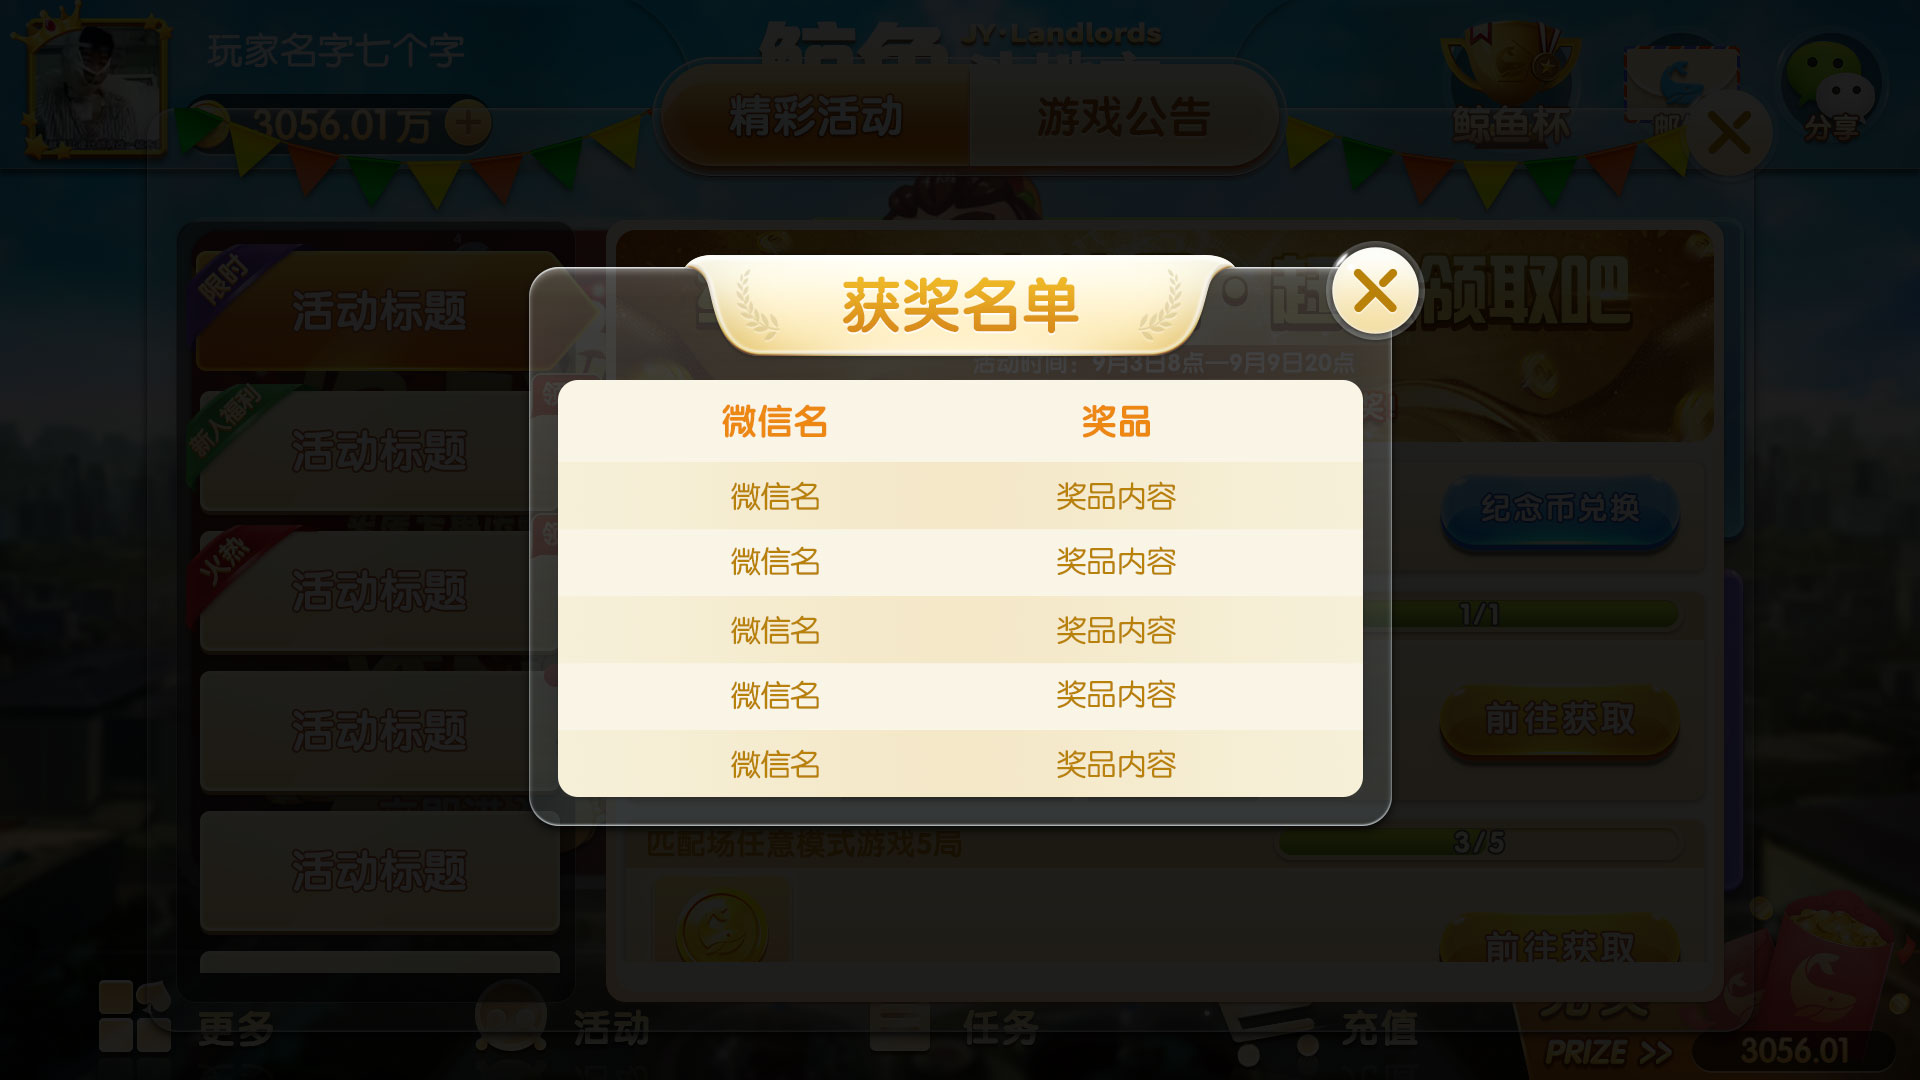 玩家名字七个字
3056.01万
JY·Landlords
鲸鱼
精彩活动
游戏公告
鲸鱼杯
分享
限时
活动标题
新人福利
活动标题
火热
活动标题
活动标题
活动标题
领取吧
活动时间：9月3日8点—9月9日20点
获奖名单
微信名 奖品
微信名 奖品内容
微信名 奖品内容
微信名 奖品内容
微信名 奖品内容
微信名 奖品内容
纪念币兑换
1/1
前往获取
匹配场任意模式游戏5局
3/5
前往获取
更多
活动
任务
充值
PRIZE >>
3056.01